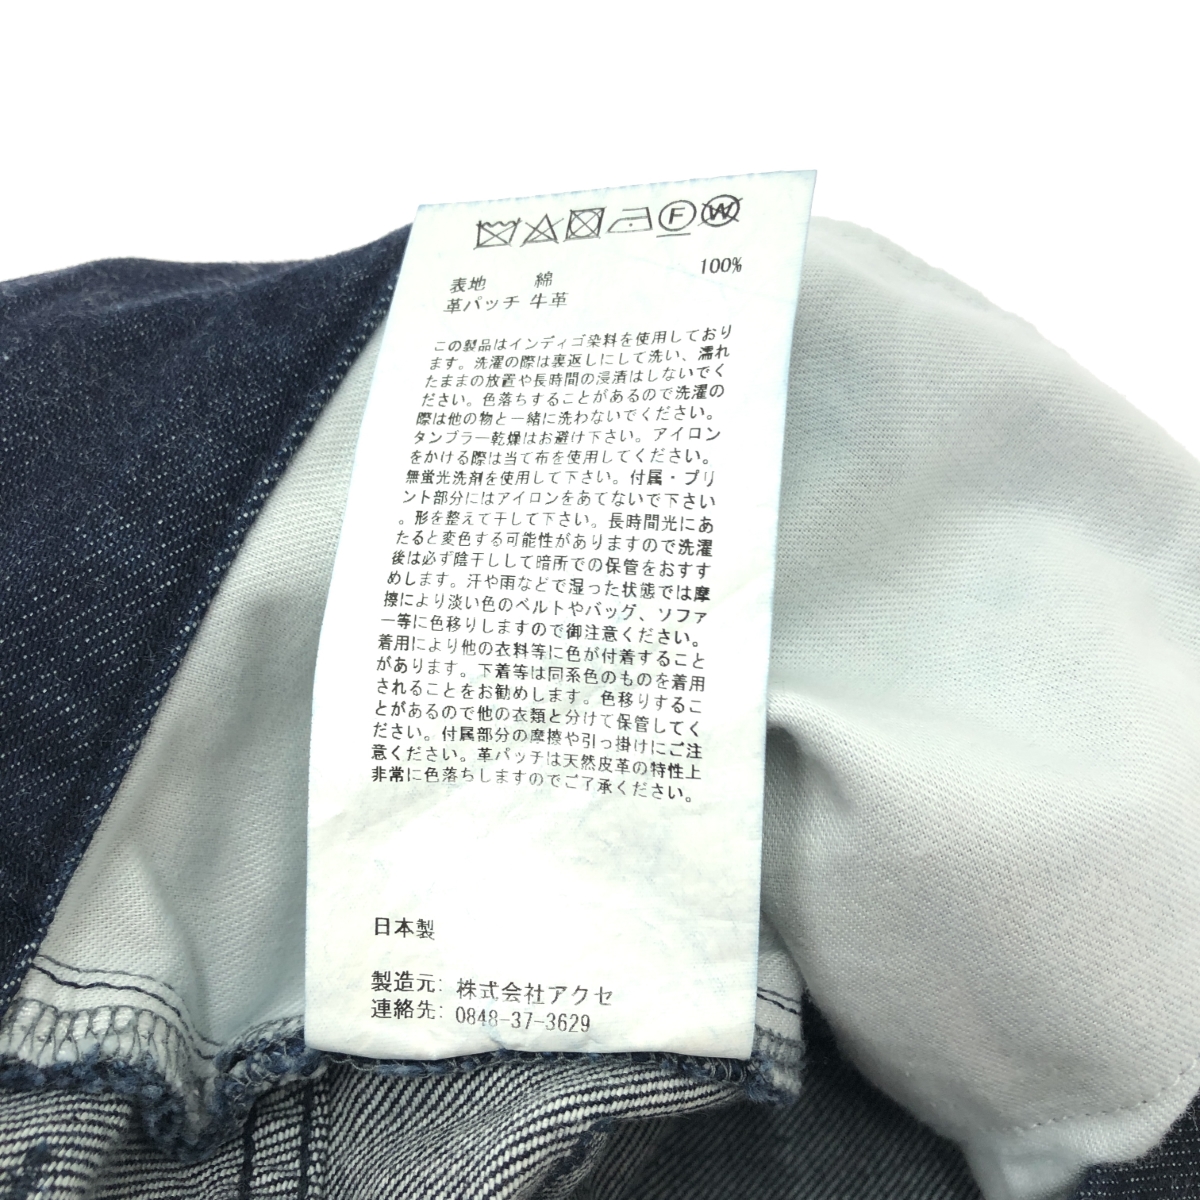 F W
表地 綿 100%
革パッチ 牛革
この製品はインディゴ染料を使用しており
ます。洗濯の際は裏返しにして洗い、濡れ
たままの放置や長時間の浸漬はしないでく
ださい。色落ちすることがあるので洗濯の
際は他の物と一緒に洗わないでください。
タンブラー乾燥はお避け下さい。アイロン
をかける際は当て布を使用してください。
無蛍光洗剤を使用して下さい。付属・プリ
ント部分にはアイロンをあてないで下さい
。形を整えて干して下さい。長時間光にあ
たると変色する可能性がありますので洗濯
後は必ず陰干しして暗所での保管をおすす
めします。汗や雨などで湿った状態では摩
擦により淡い色のベルトやバッグ、ソファ
ー等に色移りしますので御注意ください。
着用により他の衣料等に色が付着すること
があります。下着等は同系色のものを着用
されることをお勧めします。色移りするこ
とがあるので他の衣類と分けて保管してく
ださい。付属部分の摩擦や引っ掛けにご注
意ください。革パッチは天然皮革の特性上
非常に色落ちしますのでご了承ください。
日本製
製造元: 株式会社アクセ
連絡先: 0848-37-3629